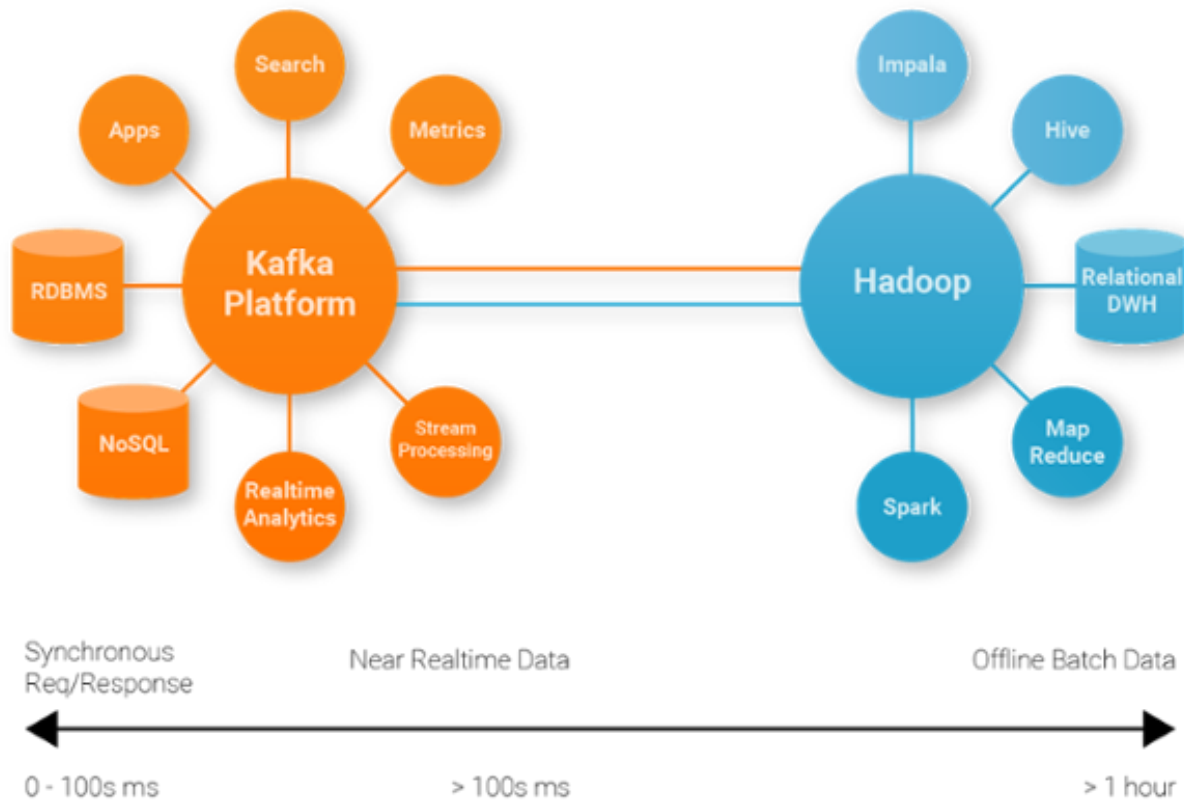 Search
Impala
Apps
Metrics
Hive
Kafka
Platform
Hadoop
RDBMS
Relational
DWH
NoSQL
Stream
Processing
Map
Reduce
Realtime
Analytics
Spark
Synchronous
Req/Response
Near Realtime Data
Offline Batch Data
0 - 100s ms
> 100s ms
> 1 hour